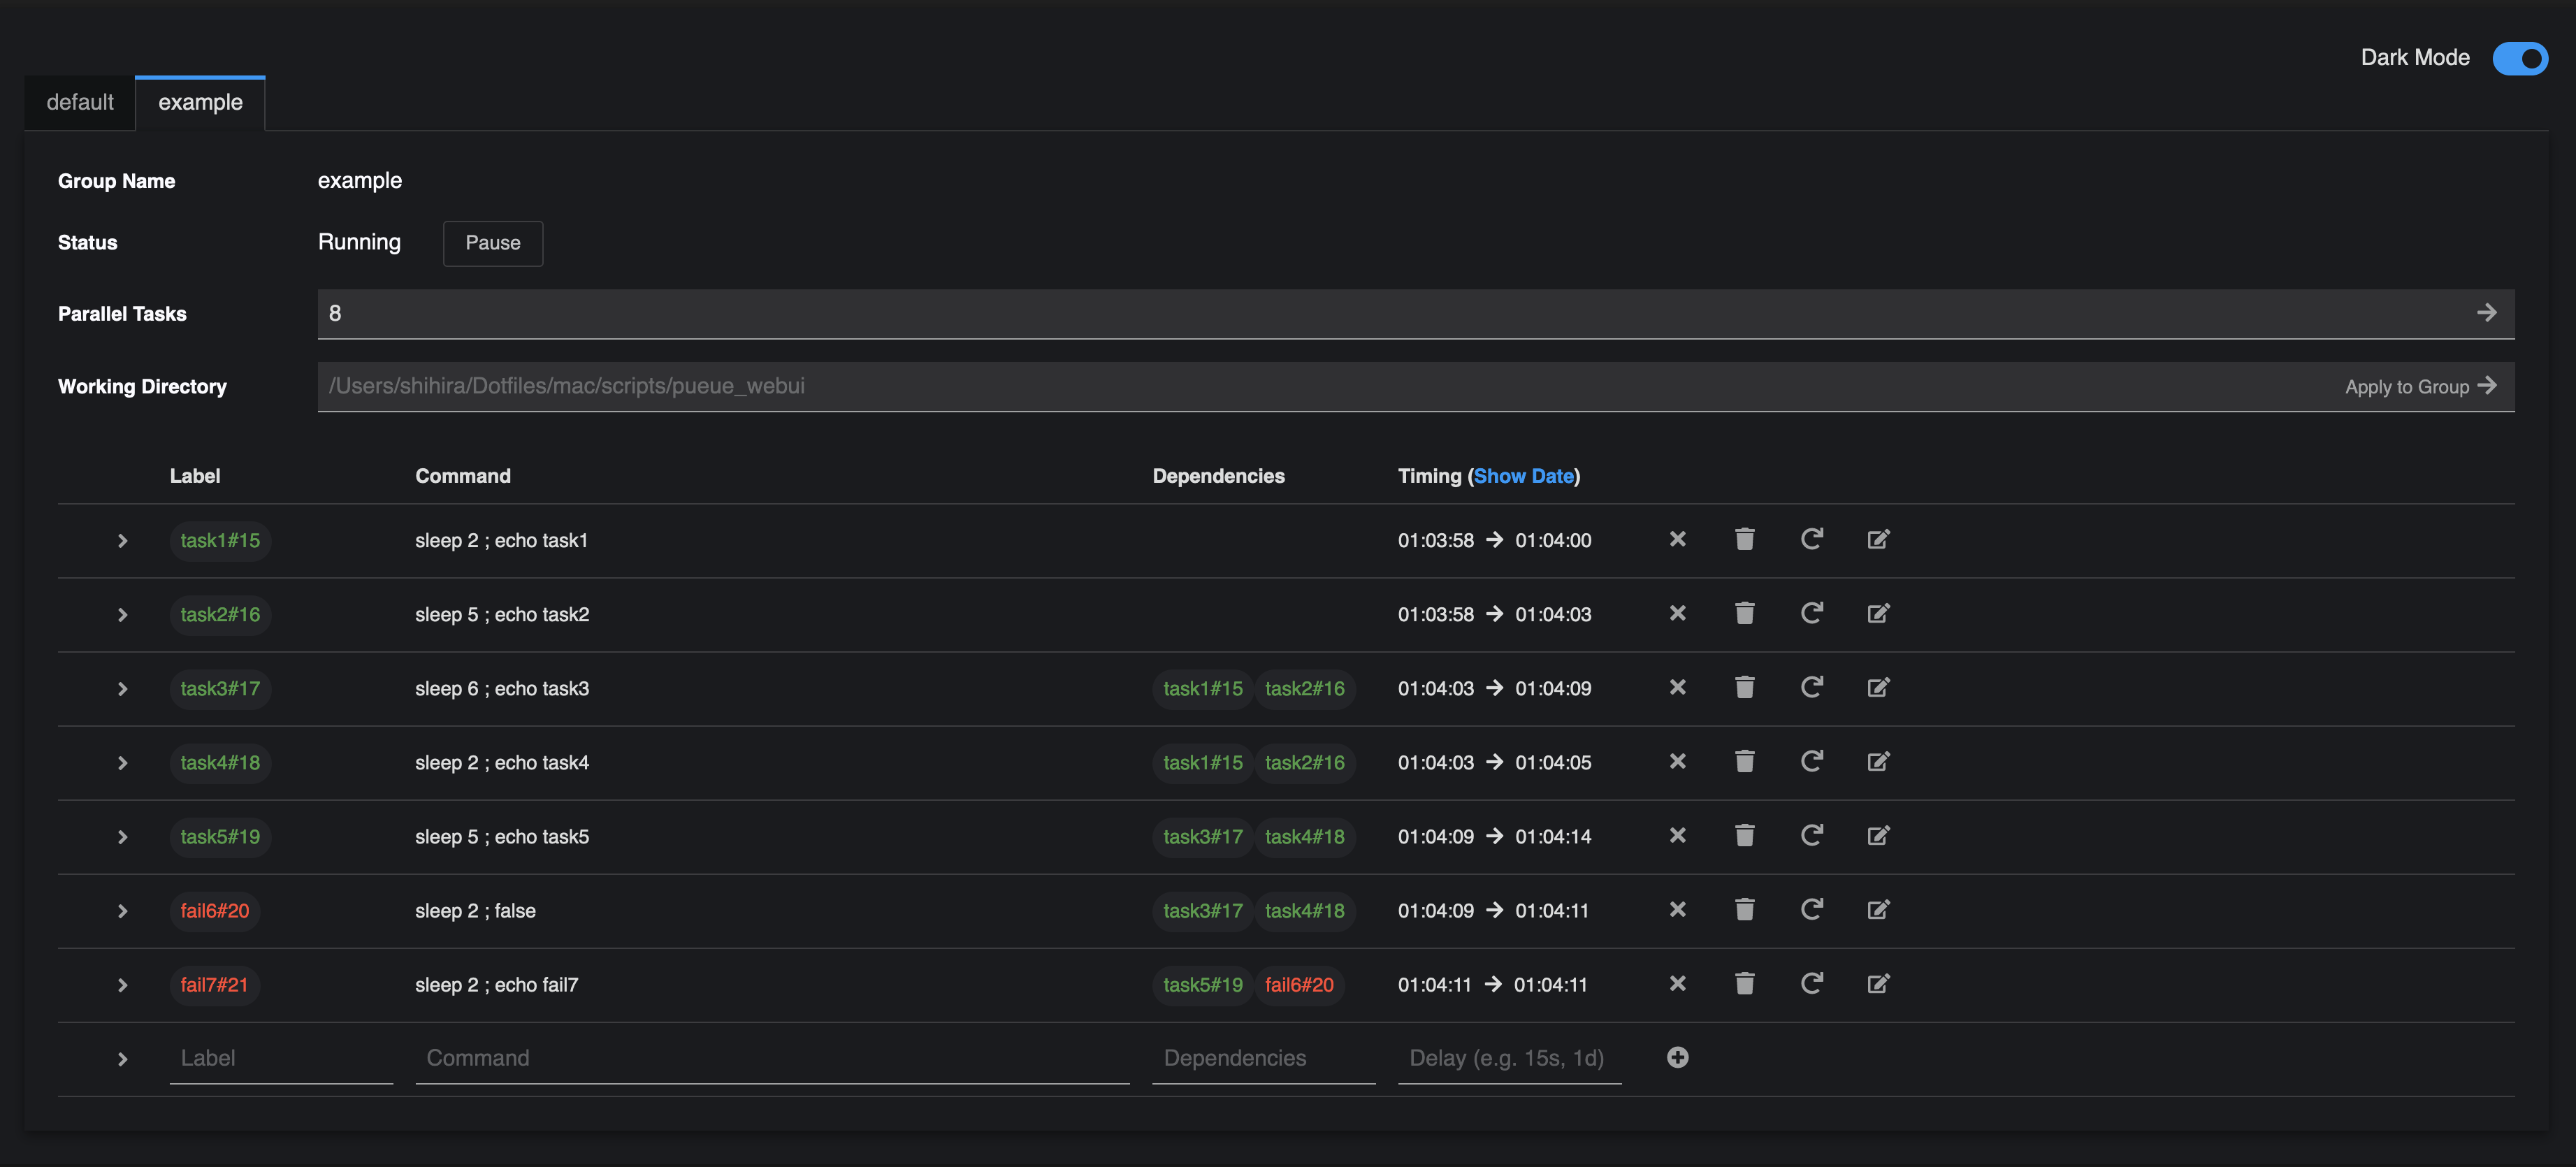 Dark Mode
default example
Group Name example
Status Running Pause
Parallel Tasks 8
Working Directory /Users/shihira/Dotfiles/mac/scripts/pueue_webui Apply to Group
Label Command Dependencies Timing (Show Date)
task1#15 sleep 2 ; echo task1 01:03:58 → 01:04:00
task2#16 sleep 5 ; echo task2 01:03:58 → 01:04:03
task3#17 sleep 6 ; echo task3 task1#15 task2#16 01:04:03 → 01:04:09
task4#18 sleep 2 ; echo task4 task1#15 task2#16 01:04:03 → 01:04:05
task5#19 sleep 5 ; echo task5 task3#17 task4#18 01:04:09 → 01:04:14
fail6#20 sleep 2 ; false task3#17 task4#18 01:04:09 → 01:04:11
fail7#21 sleep 2 ; echo fail7 task5#19 fail6#20 01:04:11 → 01:04:11
Label Command Dependencies Delay (e.g. 15s, 1d)